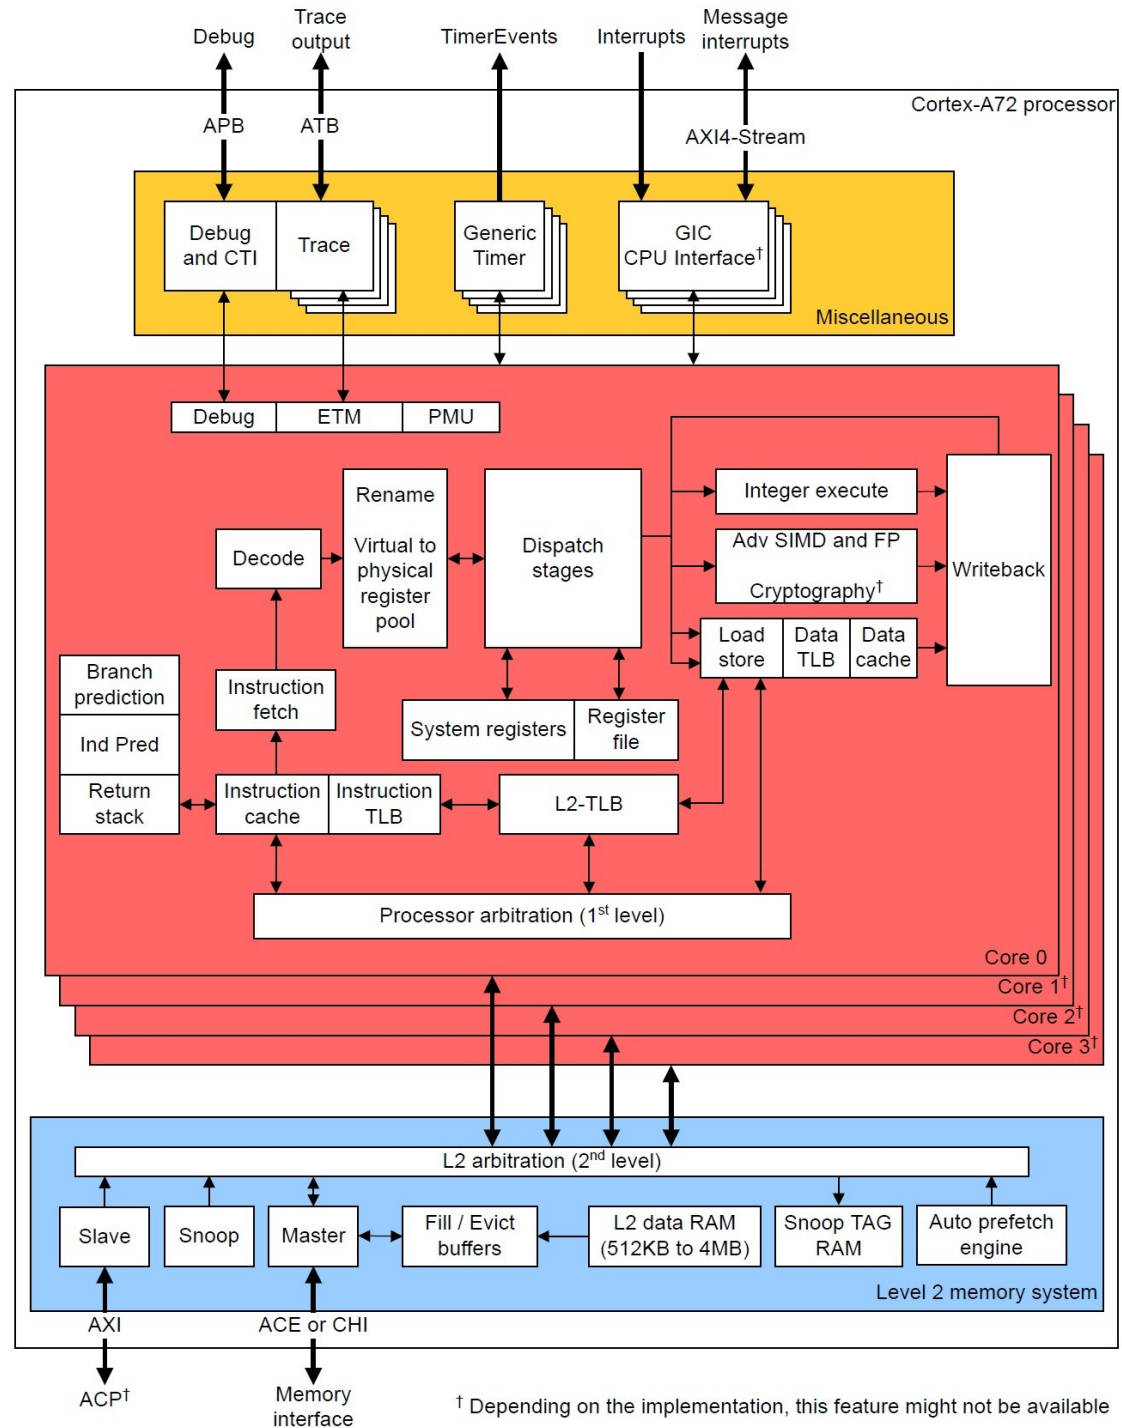 Debug
Trace
output
TimerEvents
Interrupts
Message
interrupts
Cortex-A72 processor
APB
ATB
AXI4-Stream
Debug
and CTI
Trace
Generic
Timer
GIC
CPU Interface†
Miscellaneous
Debug
ETM
PMU
Rename
Virtual to
physical
register
pool
Dispatch
stages
Integer execute
Decode
Adv SIMD and FP
Cryptography†
Writeback
Load
store
Data
TLB
Data
cache
Branch
prediction
Ind Pred
Return
stack
Instruction
fetch
System registers
Register
file
Instruction
cache
Instruction
TLB
L2-TLB
Processor arbitration (1st level)
Core 0
Core 1†
Core 2†
Core 3†
L2 arbitration (2nd level)
Slave
Snoop
Master
Fill / Evict
buffers
L2 data RAM
(512KB to 4MB)
Snoop TAG
RAM
Auto prefetch
engine
Level 2 memory system
AXI
ACE or CHI
ACP†
Memory
interface
† Depending on the implementation, this feature might not be available